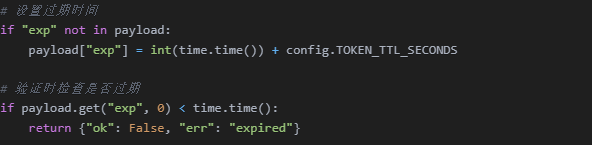 # 设置过期时间
if "exp" not in payload:
    payload["exp"] = int(time.time()) + config.TOKEN_TTL_SECONDS
# 验证时检查是否过期
if payload.get("exp", 0) < time.time():
    return {"ok": False, "err": "expired"}